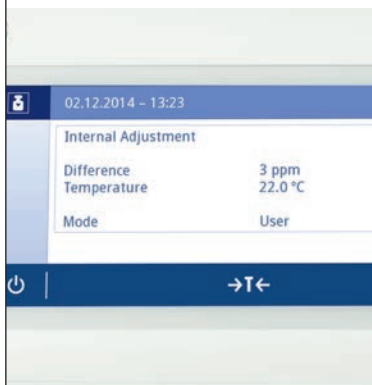 02.12.2014 – 13:23
Internal Adjustment
Difference 3 ppm
Temperature 22.0 °C
Mode User
→T←